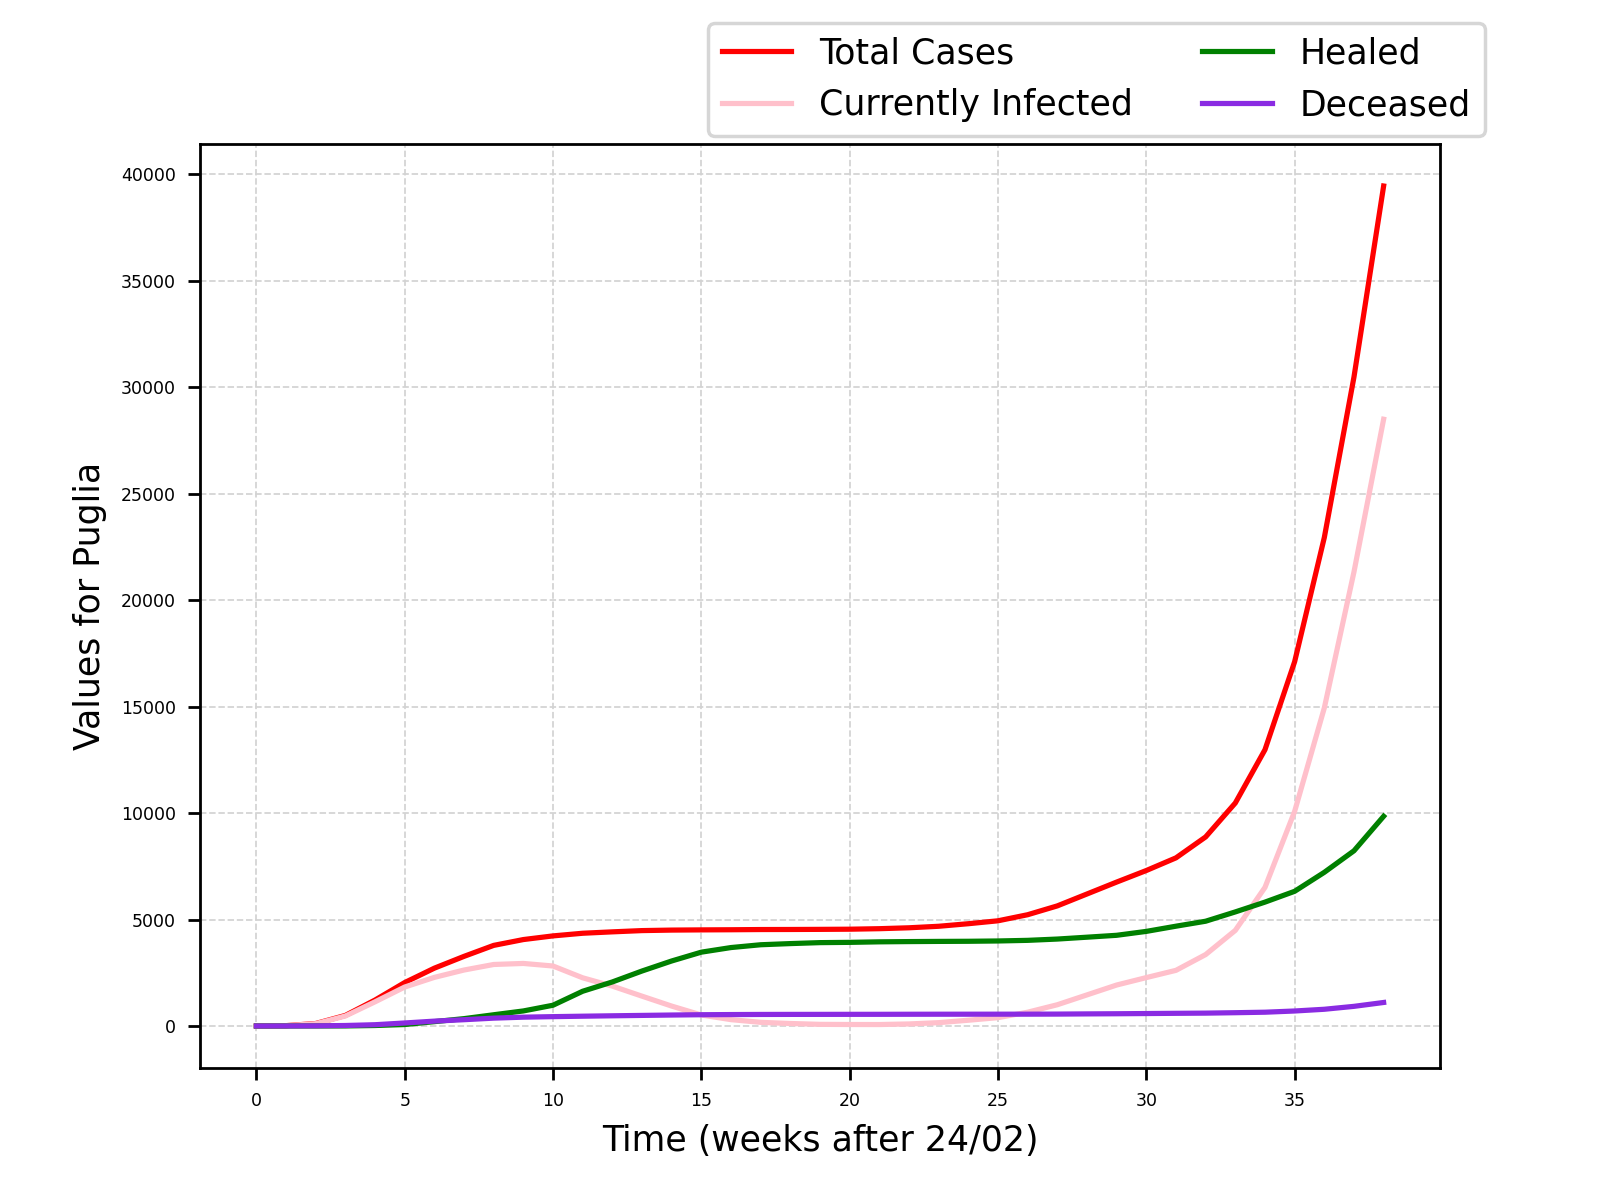 Total Cases
Currently Infected
Healed
Deceased
40000
35000
30000
25000
20000
15000
10000
5000
0
Values for Puglia
0 5 10 15 20 25 30 35
Time (weeks after 24/02)